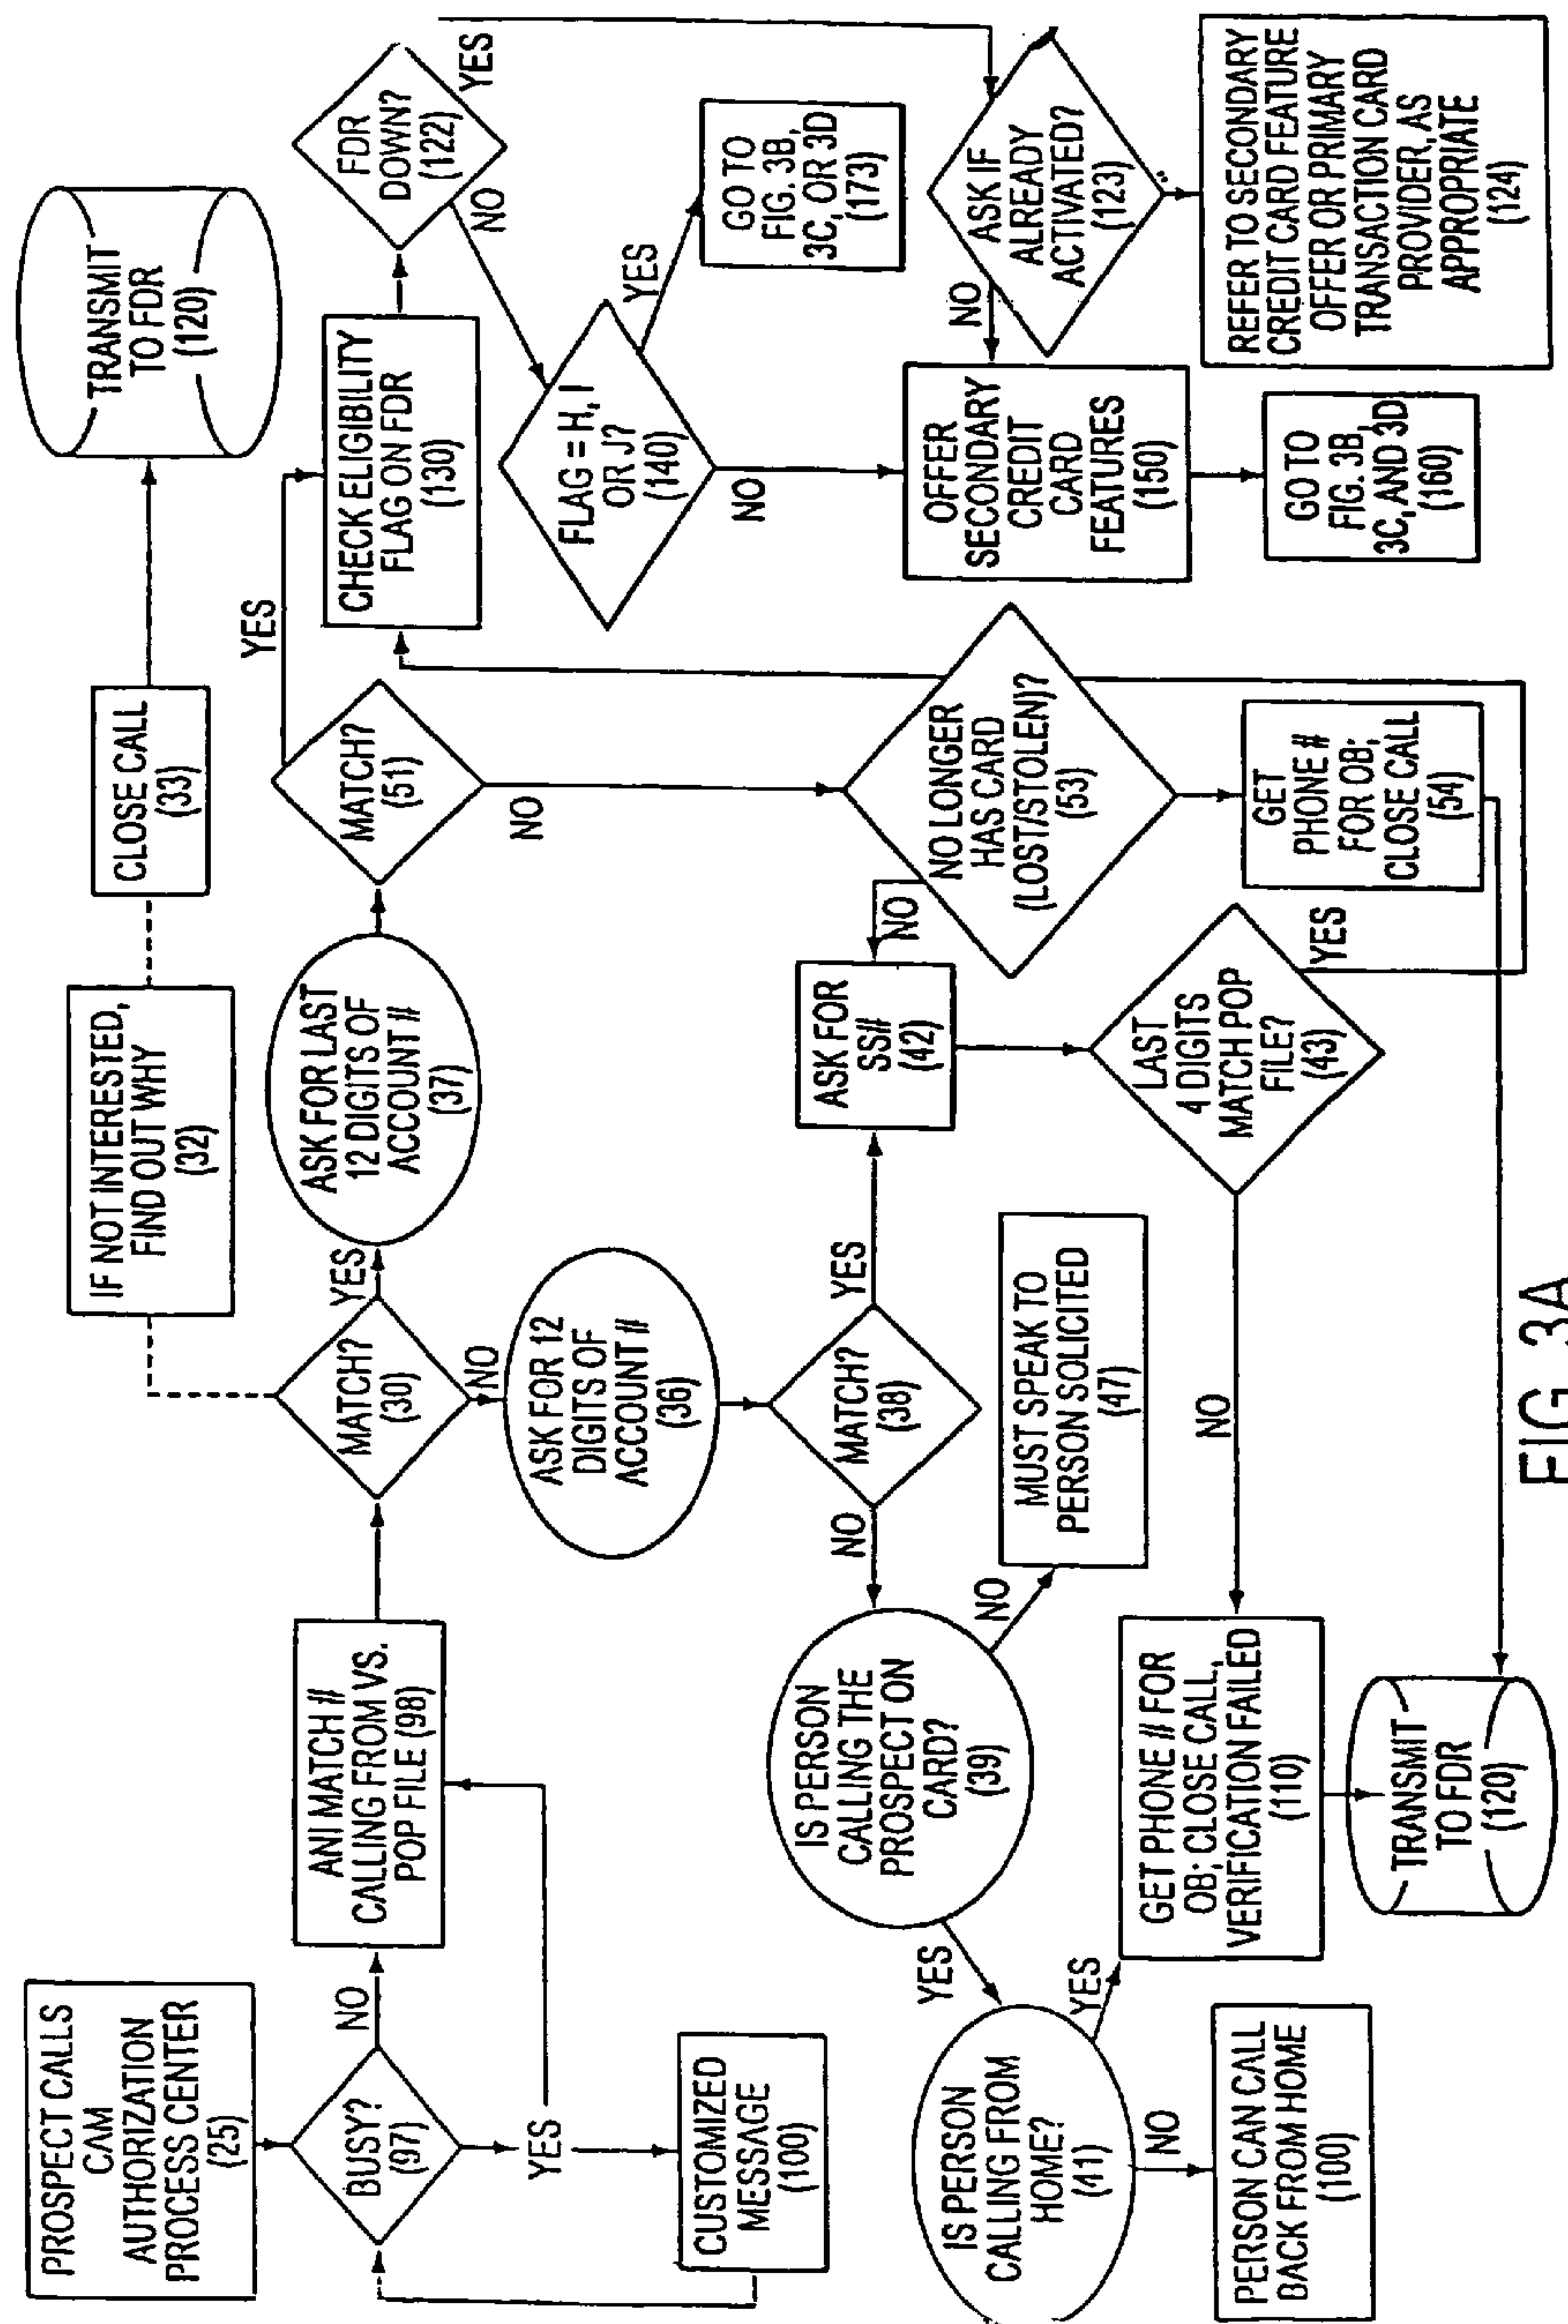 PROSPECT CALLS
CAM
AUTHORIZATION
PROCESS CENTER
(25)
BUSY?
(97)
NO
YES
CUSTOMIZED
MESSAGE
(100)
ANI MATCH #
CALLING FROM VS.
POP FILE (98)
MATCH?
(30)
YES
NO
IF NOT INTERESTED,
FIND OUT WHY
(32)
CLOSE CALL
(33)
TRANSMIT
TO FDR
(120)
ASK FOR LAST
12 DIGITS OF
ACCOUNT #
(37)
MATCH?
(51)
YES
NO
CHECK ELIGIBILITY
FLAG ON FDR
(130)
FDR
DOWN?
(122)
YES
NO
FLAG = H, I
OR J?
(140)
YES
NO
GO TO
FIG. 3B,
3C, OR 3D
(173)
ASK IF
ALREADY
ACTIVATED?
(123)
NO
OFFER
SECONDARY
CREDIT
CARD
FEATURES
(150)
GO TO
FIG. 3B,
3C, AND 3D
(160)
REFER TO SECONDARY
CREDIT CARD FEATURE
OFFER OR PRIMARY
TRANSACTION CARD
PROVIDER, AS
APPROPRIATE
(124)
ASK FOR 12
DIGITS OF
ACCOUNT #
(36)
MATCH?
(38)
YES
NO
ASK FOR
SS#
(42)
NO
NO LONGER
HAS CARD
(LOST/STOLEN)?
(53)
GET
PHONE #
FOR OB;
CLOSE CALL
(54)
LAST
4 DIGITS
MATCH POP
FILE?
(43)
YES
NO
IS PERSON
CALLING THE
PROSPECT ON
CARD?
(39)
NO
MUST SPEAK TO
PERSON SOLICITED
(47)
YES
IS PERSON
CALLING FROM
HOME?
(41)
YES
NO
PERSON CAN CALL
BACK FROM HOME
(100)
GET PHONE # FOR
OB; CLOSE CALL,
VERIFICATION FAILED
(110)
TRANSMIT
TO FDR
(120)
FIG. 3A